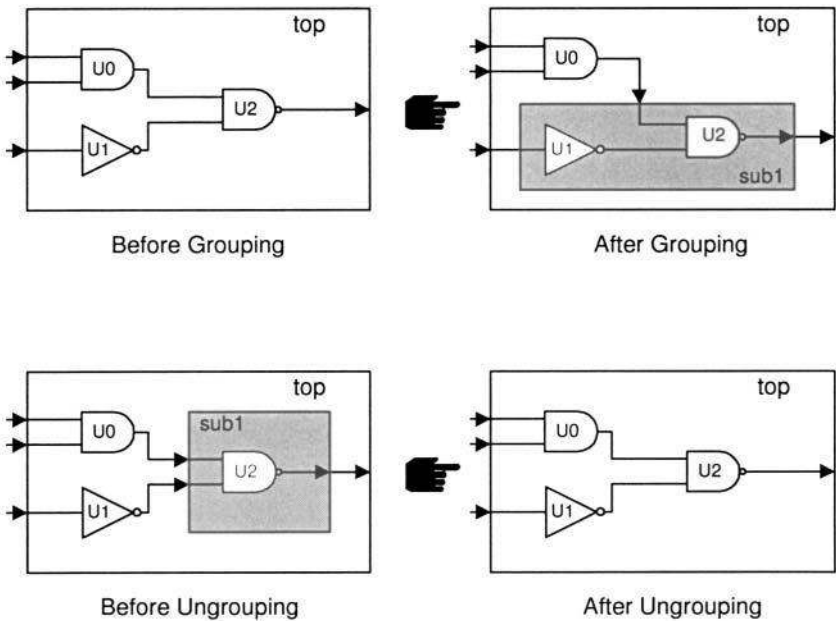 top
U0
U1
U2
Before Grouping
top
U0
U1
U2
sub1
After Grouping
top
U0
U1
sub1
U2
Before Ungrouping
top
U0
U1
U2
After Ungrouping